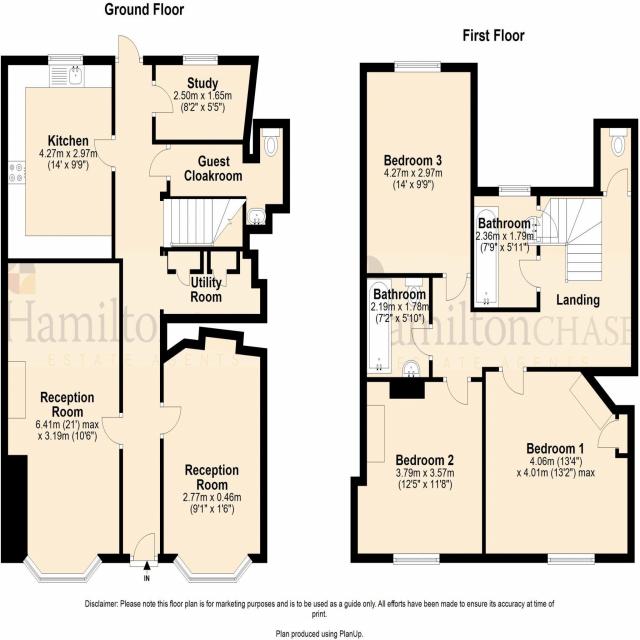 Ground Floor
First Floor
Study
2.50m x 1.65m
(8'2" x 5'5")
Kitchen
4.27m x 2.97m
(14' x 9'9")
Guest
Cloakroom
Utility
Room
Reception
Room
6.41m (21') max
x 3.19m (10'6")
Reception
Room
2.77m x 0.46m
(9'1" x 1'6")
IN
Bedroom 3
4.27m x 2.97m
(14' x 9'9")
Bathroom
2.36m x 1.79m
(7'9" x 5'11")
Bathroom
2.19m x 1.78m
(7'2" x 5'10")
Landing
Bedroom 2
3.79m x 3.57m
(12'5" x 11'8")
Bedroom 1
4.06m (13'4")
x 4.01m (13'2") max
Hamilton
ESTATE AGENTS
HamiltonCHASE
ESTATE AGENTS
Disclaimer: Please note this floor plan is for marketing purposes and is to be used as a guide only. All efforts have been made to ensure its accuracy at time of
print.
Plan produced using PlanUp.